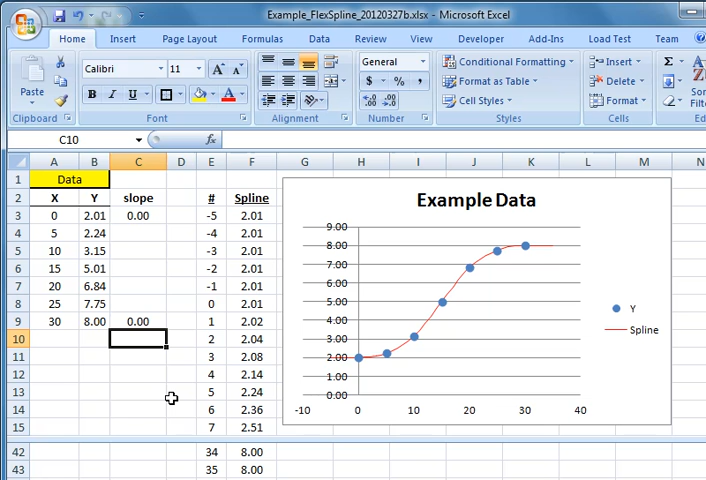 Example_FlexSpline_20120327b.xlsx - Microsoft Excel
Home Insert Page Layout Formulas Data Review View Developer Add-Ins Load Test Team
Calibri 11 A A General Conditional Formatting Insert Σ
Paste $ % , Format as Table Delete
B I U A .0 .00 .00 .0 Cell Styles Format
Clipboard Font Alignment Number Styles Cells
C10 fx
A B C D E F G H I J K L M N
1 Data
2 X Y slope # Spline
3 0 2.01 0.00 -5 2.01
4 5 2.24 -4 2.01
5 10 3.15 -3 2.01
6 15 5.01 -2 2.01
7 20 6.84 -1 2.01
8 25 7.75 0 2.01
9 30 8.00 0.00 1 2.02
10 2 2.04
11 3 2.08
12 4 2.14
13 5 2.24
14 6 2.36
15 7 2.51
42 34 8.00
43 35 8.00
Example Data
9.00
8.00
7.00
6.00
5.00
4.00
3.00
2.00
1.00
0.00
-10 0 10 20 30 40
Y
Spline